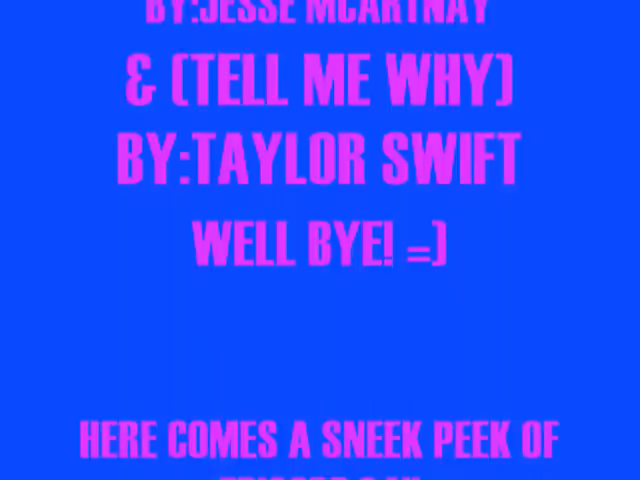 BY:JESSE MCARTNAY
& (TELL ME WHY)
BY:TAYLOR SWIFT
WELL BYE! =)
HERE COMES A SNEEK PEEK OF